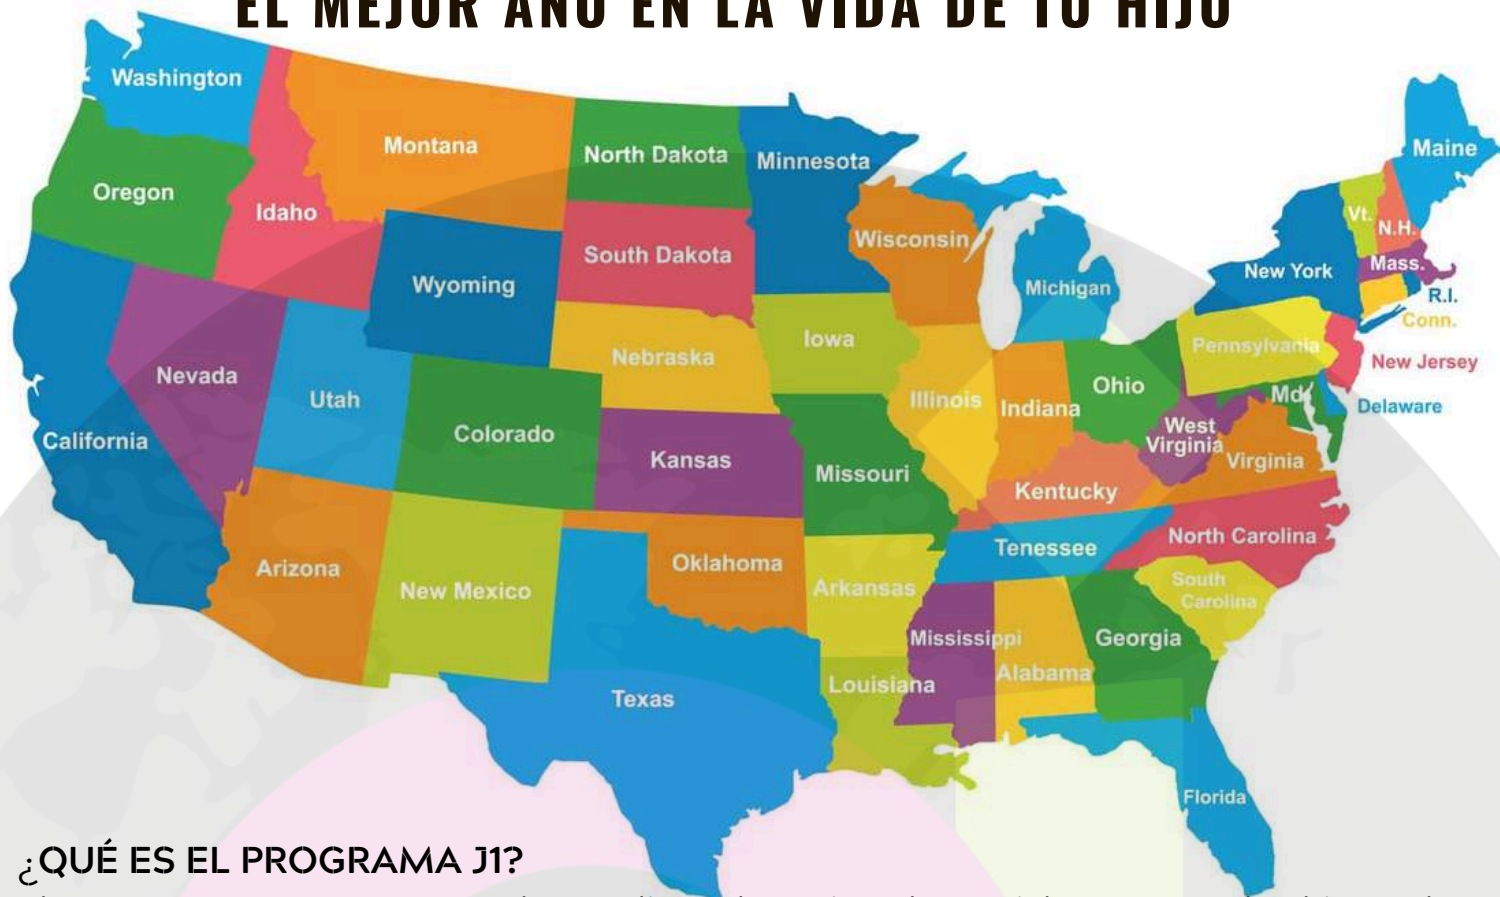 EL MEJOR AÑO EN LA VIDA DE TU HIJO
Washington
Montana
North Dakota
Minnesota
Maine
Oregon
Idaho
Wisconsin
Vt.
N.H.
South Dakota
Wyoming
Michigan
New York
Mass.
R.I.
Conn.
Nevada
Utah
Nebraska
Iowa
Pennsylvania
New Jersey
California
Colorado
Kansas
Illinois
Indiana
Ohio
Md
Delaware
West
Virginia
Virginia
Missouri
Kentucky
Arizona
New Mexico
Oklahoma
Arkansas
Tenessee
North Carolina
South
Carolina
Texas
Louisiana
Mississippi
Alabama
Georgia
Florida
¿QUÉ ES EL PROGRAMA J1?